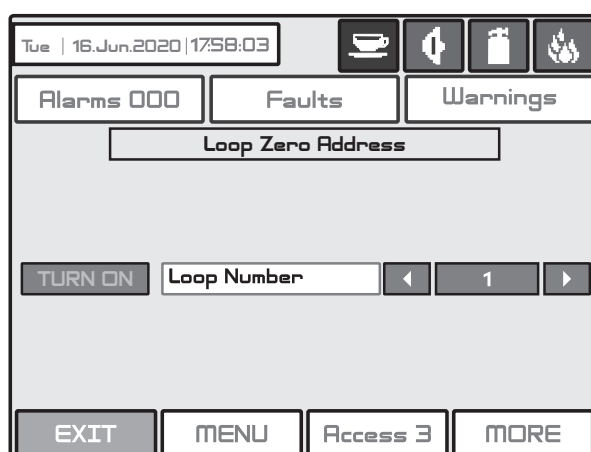 Tue | 16.Jun.2020 | 17:58:03
Alarms 000 Faults Warnings
Loop Zero Address
TURN ON Loop Number 1
EXIT MENU Access 3 MORE